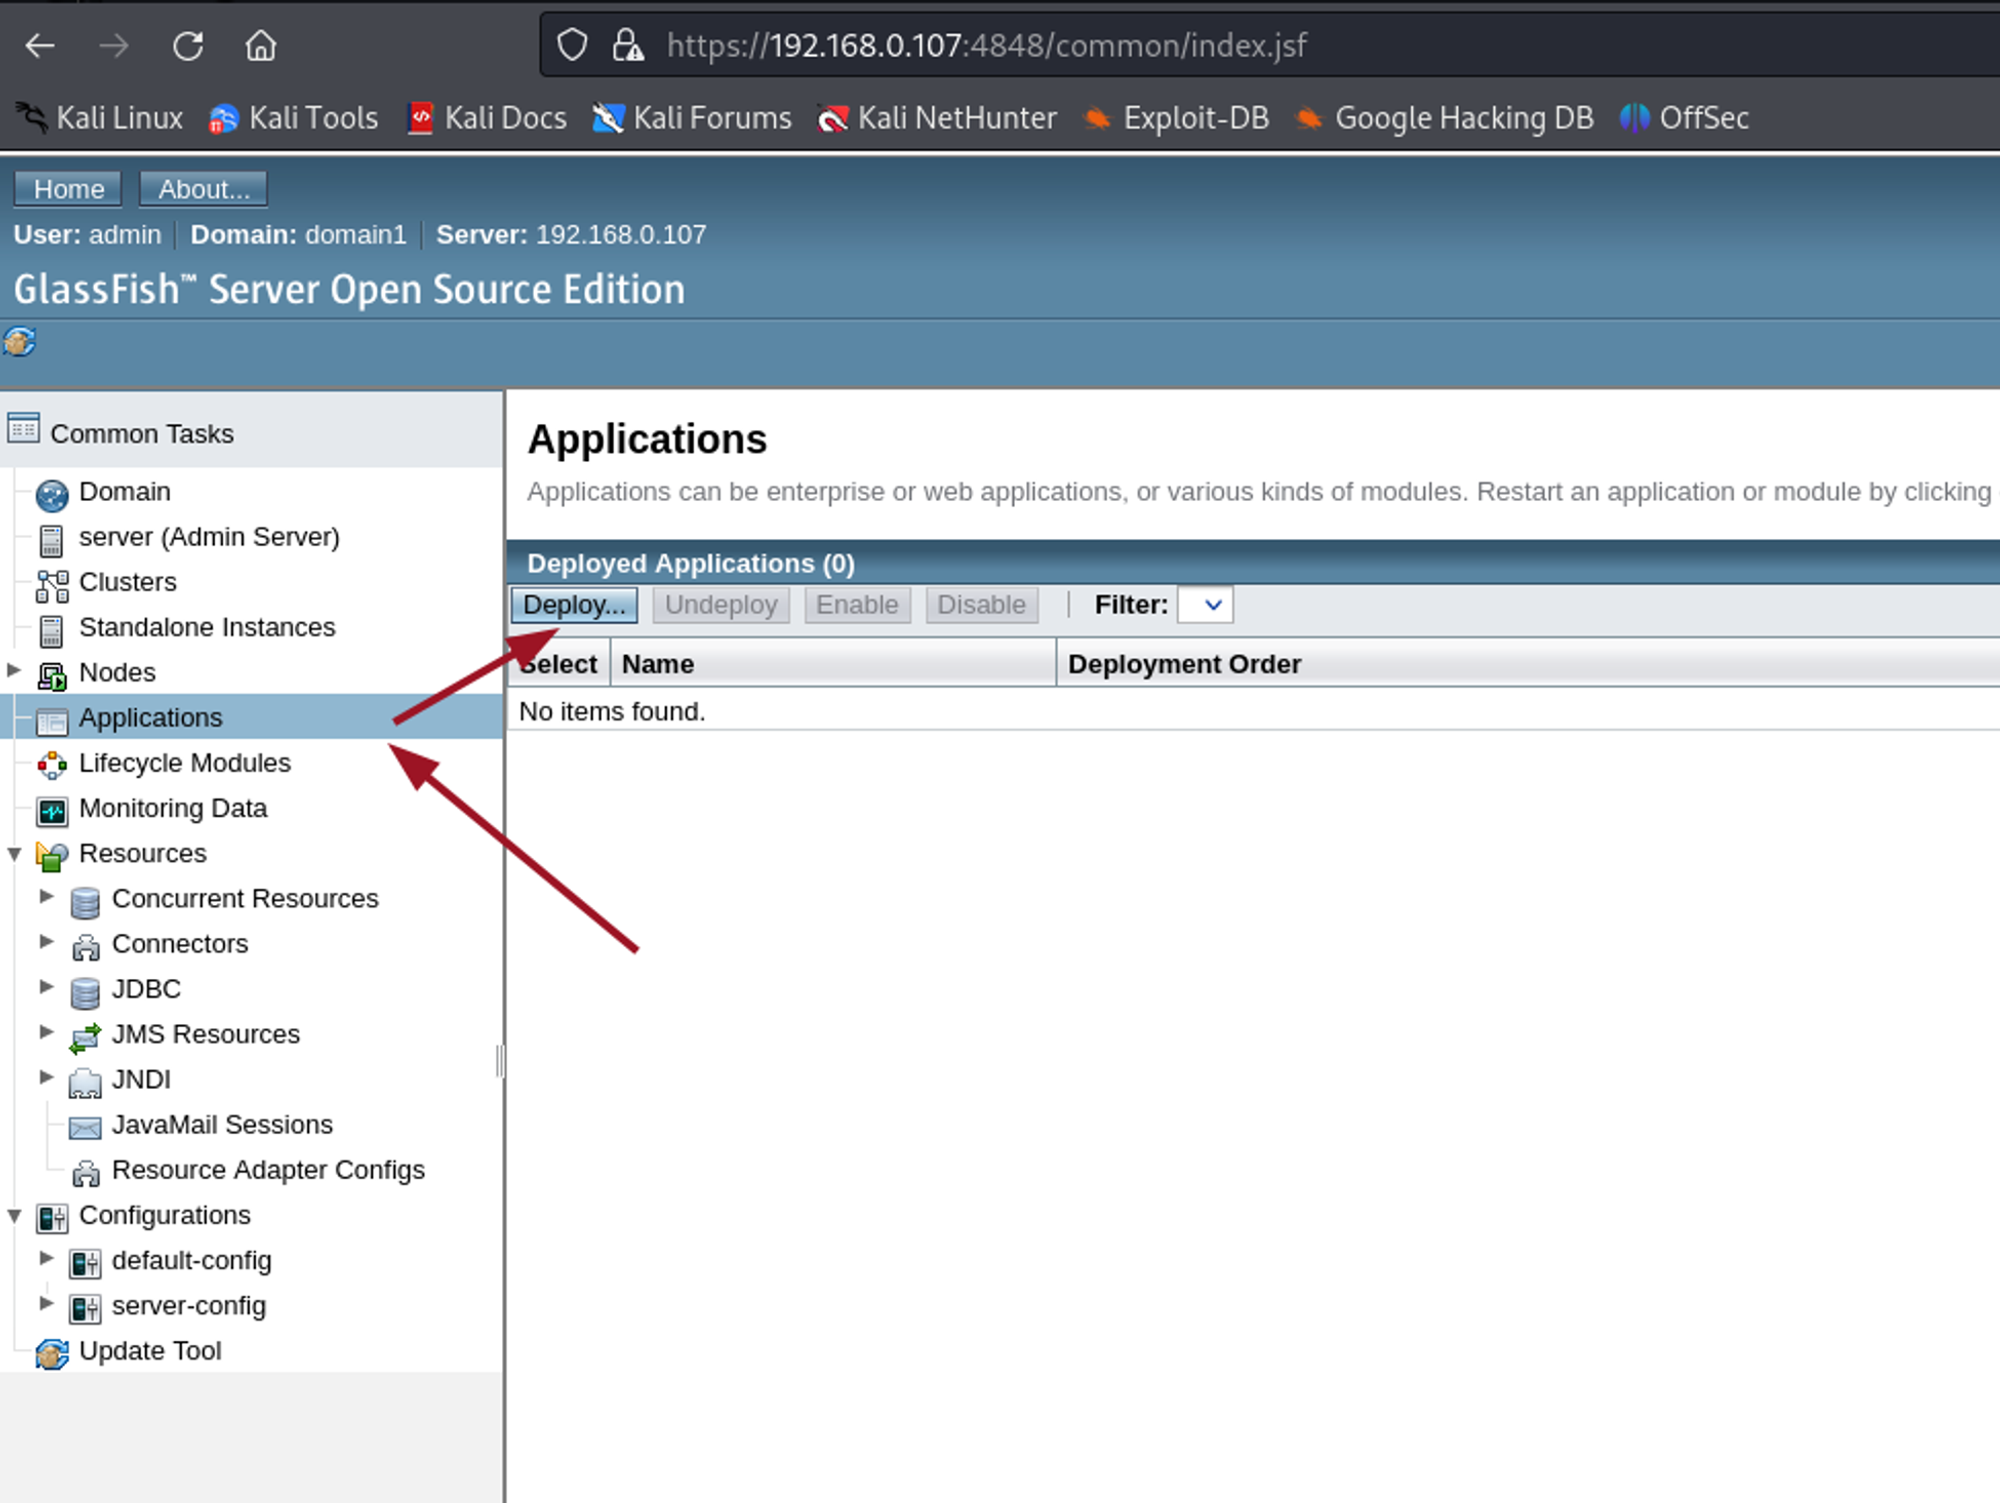 https://192.168.0.107:4848/common/index.jsf
Kali Linux Kali Tools Kali Docs Kali Forums Kali NetHunter Exploit-DB Google Hacking DB OffSec
Home About...
User: admin Domain: domain1 Server: 192.168.0.107
GlassFish™ Server Open Source Edition
Common Tasks
Domain
server (Admin Server)
Clusters
Standalone Instances
Nodes
Applications
Lifecycle Modules
Monitoring Data
Resources
Concurrent Resources
Connectors
JDBC
JMS Resources
JNDI
JavaMail Sessions
Resource Adapter Configs
Configurations
default-config
server-config
Update Tool
Applications
Applications can be enterprise or web applications, or various kinds of modules. Restart an application or module by clicking
Deployed Applications (0)
Deploy... Undeploy Enable Disable | Filter:
Select Name Deployment Order
No items found.